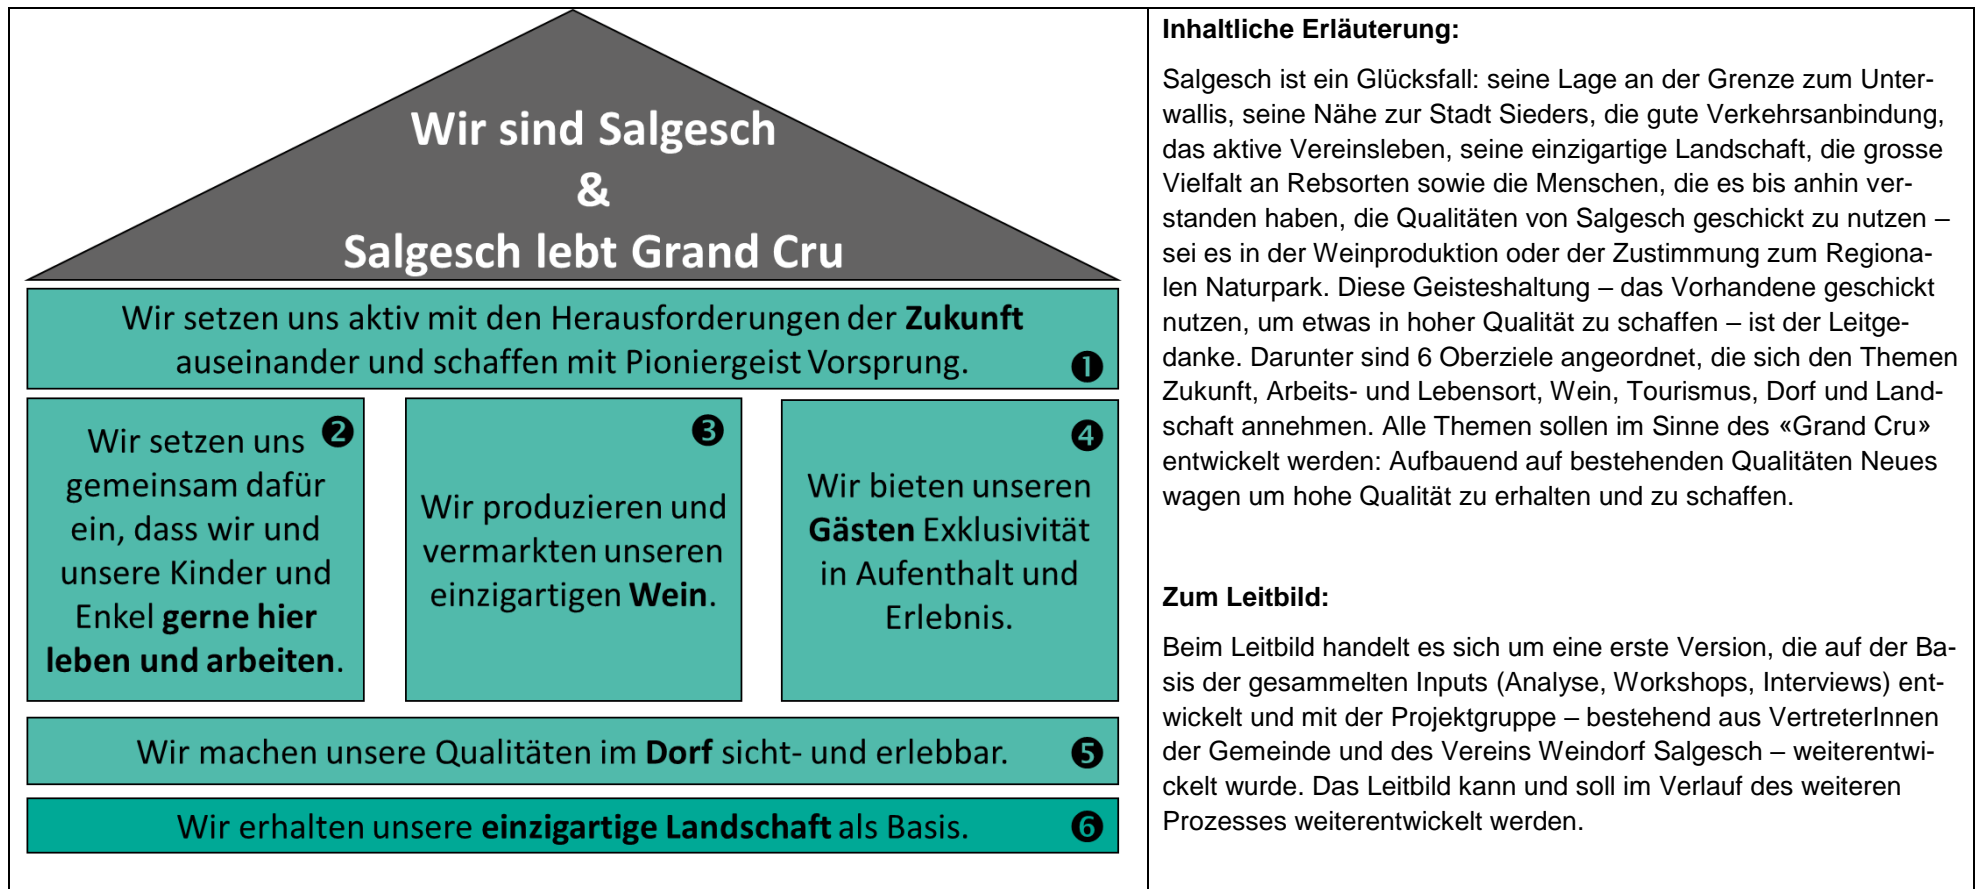 Wir sind Salgesch
&
Salgesch lebt Grand Cru
Wir setzen uns aktiv mit den Herausforderungen der Zukunft
auseinander und schaffen mit Pioniergeist Vorsprung.
❶
Wir setzen uns ❷
gemeinsam dafür
ein, dass wir und
unsere Kinder und
Enkel gerne hier
leben und arbeiten.
❸
Wir produzieren und
vermarkten unseren
einzigartigen Wein.
❹
Wir bieten unseren
Gästen Exklusivität
in Aufenthalt und
Erlebnis.
Wir machen unsere Qualitäten im Dorf sicht- und erlebbar. ❺
Wir erhalten unsere einzigartige Landschaft als Basis. ❻
Inhaltliche Erläuterung:
Salgesch ist ein Glücksfall: seine Lage an der Grenze zum Unter-
wallis, seine Nähe zur Stadt Sieders, die gute Verkehrsanbindung,
das aktive Vereinsleben, seine einzigartige Landschaft, die grosse
Vielfalt an Rebsorten sowie die Menschen, die es bis anhin ver-
standen haben, die Qualitäten von Salgesch geschickt zu nutzen –
sei es in der Weinproduktion oder der Zustimmung zum Regiona-
len Naturpark. Diese Geisteshaltung – das Vorhandene geschickt
nutzen, um etwas in hoher Qualität zu schaffen – ist der Leitge-
danke. Darunter sind 6 Oberziele angeordnet, die sich den Themen
Zukunft, Arbeits- und Lebensort, Wein, Tourismus, Dorf und Land-
schaft annehmen. Alle Themen sollen im Sinne des «Grand Cru»
entwickelt werden: Aufbauend auf bestehenden Qualitäten Neues
wagen um hohe Qualität zu erhalten und zu schaffen.
Zum Leitbild:
Beim Leitbild handelt es sich um eine erste Version, die auf der Ba-
sis der gesammelten Inputs (Analyse, Workshops, Interviews) ent-
wickelt und mit der Projektgruppe – bestehend aus VertreterInnen
der Gemeinde und des Vereins Weindorf Salgesch – weiterentwi-
ckelt wurde. Das Leitbild kann und soll im Verlauf des weiteren
Prozesses weiterentwickelt werden.